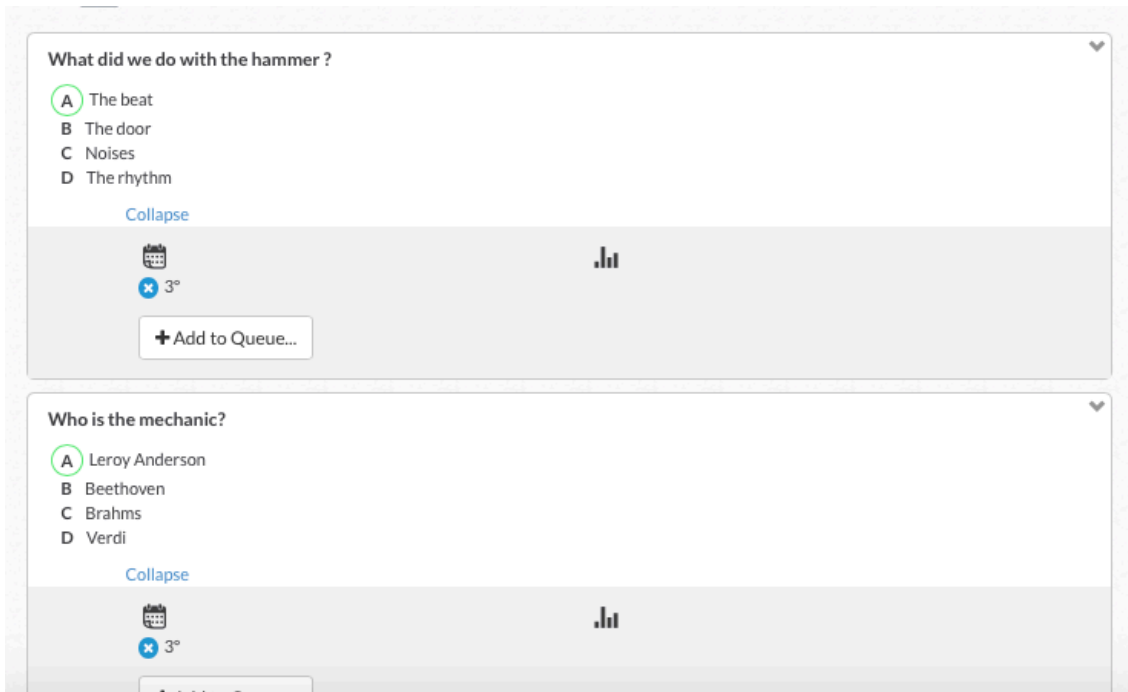 What did we do with the hammer ?
A The beat
B The door
C Noises
D The rhythm
Collapse
3°
Add to Queue...
Who is the mechanic?
A Leroy Anderson
B Beethoven
C Brahms
D Verdi
Collapse
3°